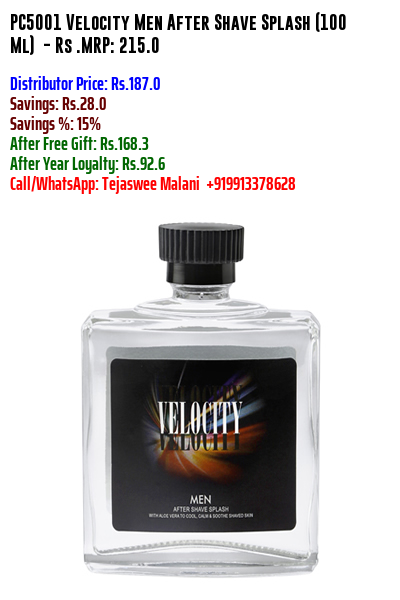 PC5001 Velocity Men After Shave Splash (100
Ml) - Rs .MRP: 215.0
Distributor Price: Rs.187.0
Savings: Rs.28.0
Savings %: 15%
After Free Gift: Rs.168.3
After Year Loyalty: Rs.92.6
Call/WhatsApp: Tejaswee Malani +919913378628
VELOCITY
MEN
AFTER SHAVE SPLASH
WITH ALOE VERA TO COOL, CALM & SOOTHE SHAVED SKIN